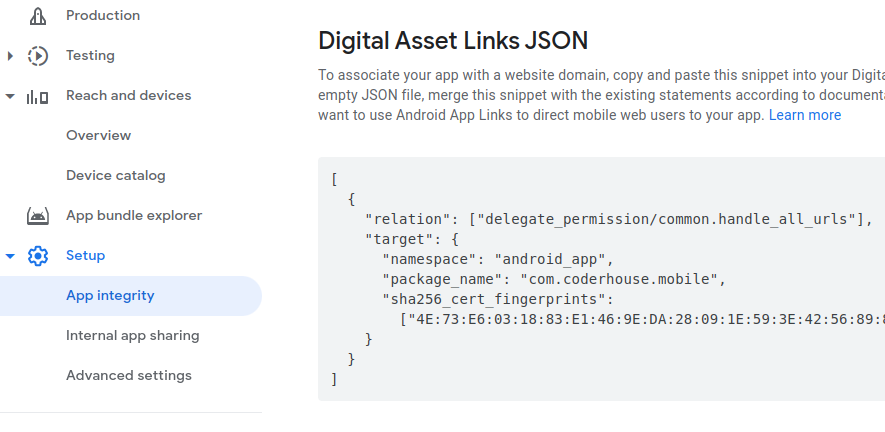 Production
Testing
Reach and devices
Overview
Device catalog
App bundle explorer
Setup
App integrity
Internal app sharing
Advanced settings
Digital Asset Links JSON
To associate your app with a website domain, copy and paste this snippet into your
empty JSON file, merge this snippet with the existing statements according to
want to use Android App Links to direct mobile web users to your app. Learn more
[
{
"relation": ["delegate_permission/common.handle_all_urls"],
"target": {
"namespace": "android_app",
"package_name": "com.coderhouse.mobile",
"sha256_cert_fingerprints":
["4E:73:E6:03:18:83:E1:46:9E:DA:28:09:1E:59:3E:42:56:89:
}
}
]